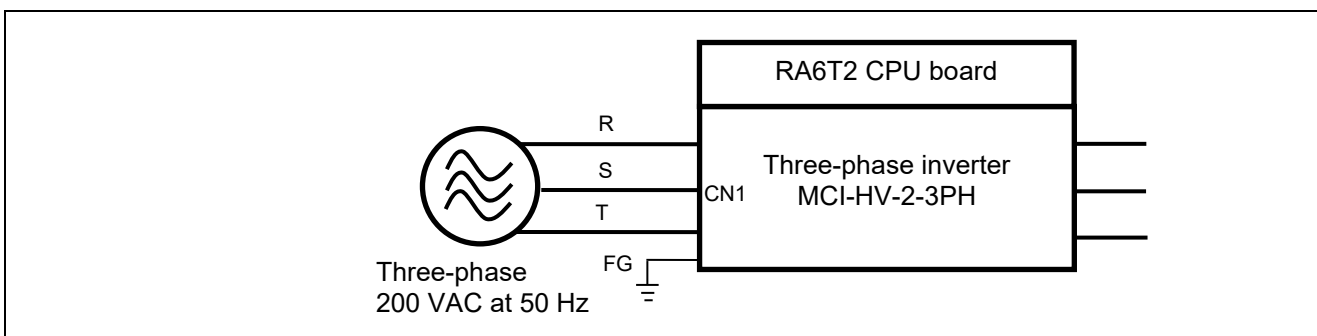 RA6T2 CPU board
R
S
T
FG
CN1
Three-phase inverter
MCI-HV-2-3PH
Three-phase
200 VAC at 50 Hz